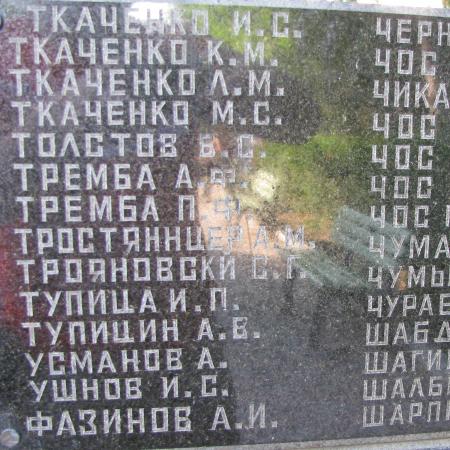 ТКАЧЕНКО И.С.
ТКАЧЕНКО К.М.
ТКАЧЕНКО Л.М.
ТКАЧЕНКО М.С.
ТОЛСТОВ В.С.
ТРЕМБА А.Ф.
ТРЕМБА П.Ф.
ТРОСТЯННЦЕР А.М.
ТРОЯНОВСКИ С.Г.
ТУПИЦА И.П.
ТУПИЦИН А.В.
УСМАНОВ А.
УШНОВ И.С.
ФАЗИНОВ А.И.
ЧЕРН
ЧОС
ЧИКА
ЧОС
ЧОС
ЧОС
ЧОС
ЧУМА
ЧУМЫ
ЧУРАЕ
ШАБД
ШАГИ
ШАЛБ
ШАРП